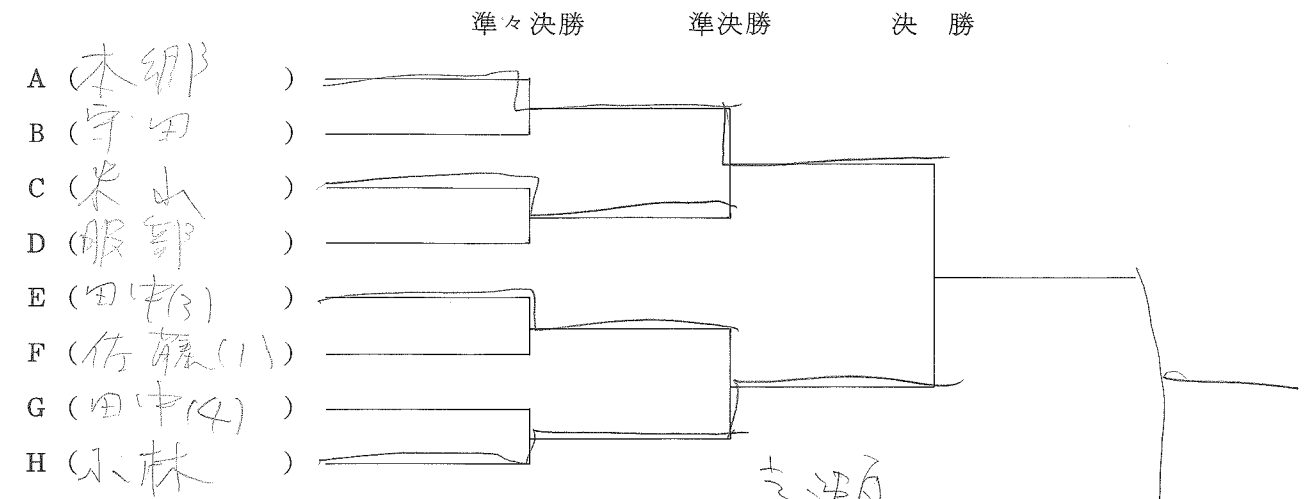 準々決勝 準決勝 決 勝
A (本郷)
B (宇田)
C (米山)
D (服部)
E (田中(3))
F (佐藤(1))
G (田中(4))
H (小林)